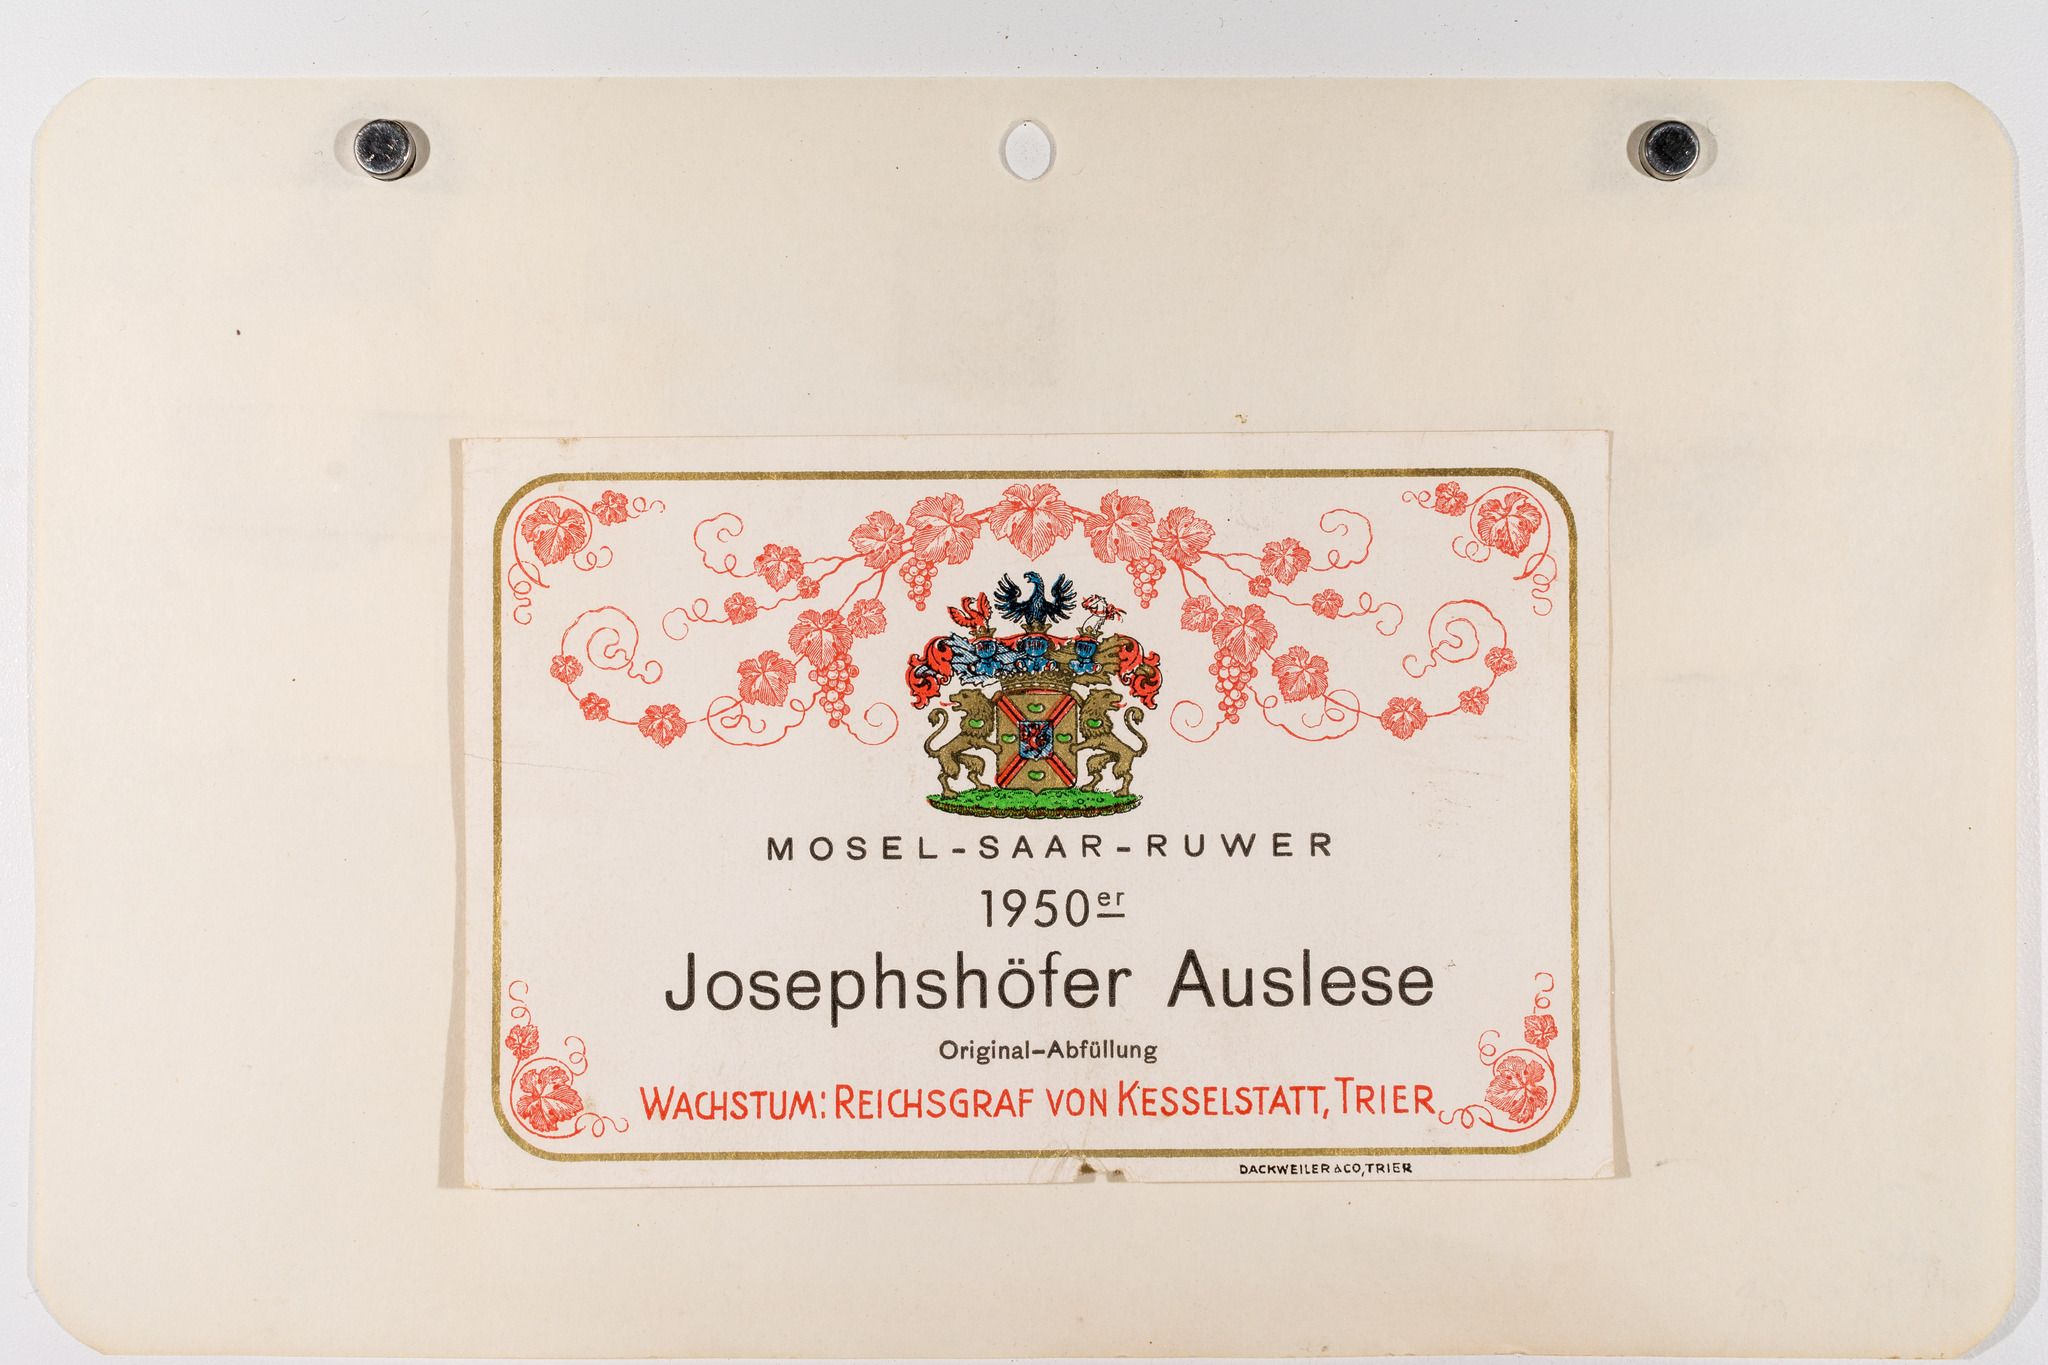 MOSEL-SAAR-RUWER
1950er
Josephshöfer Auslese
Original-Abfüllung
WACHSTUM: REICHSGRAF VON KESSELSTATT, TRIER
DACKWEILER & CO, TRIER